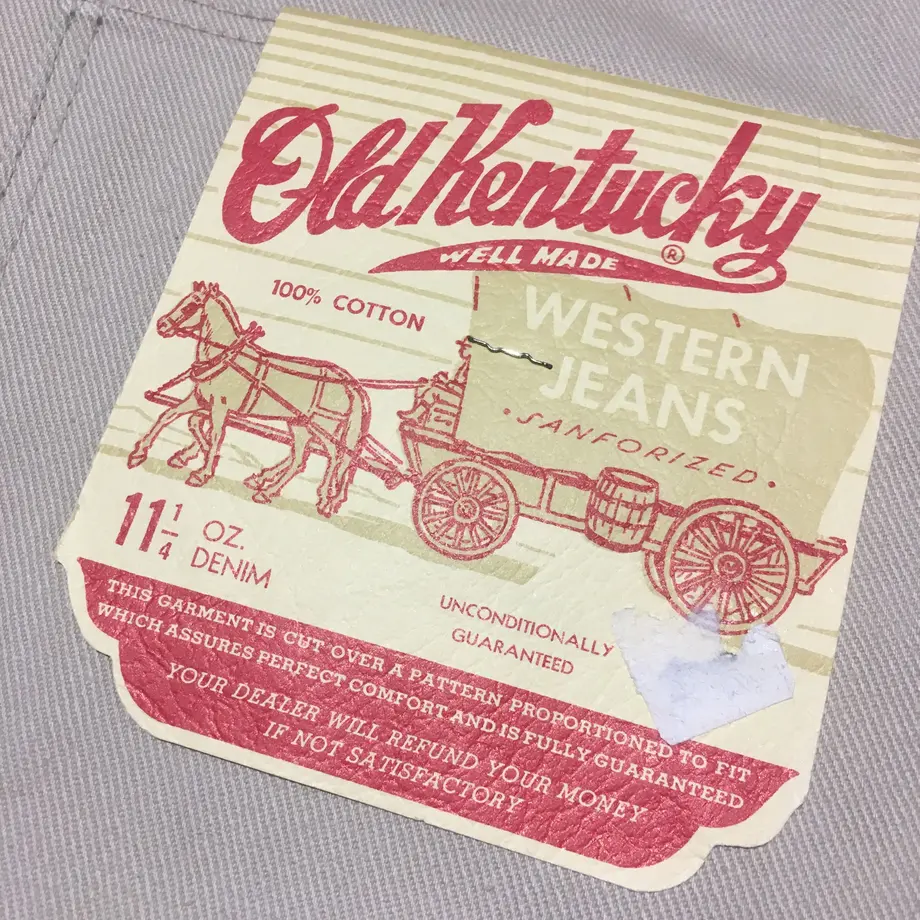 Old Kentucky
WELL MADE ®
100% COTTON
WESTERN
JEANS
• SANFORIZED •
11 1/4 OZ.
DENIM
UNCONDITIONALLY
GUARANTEED
THIS GARMENT IS CUT OVER A PATTERN PROPORTIONED TO FIT
WHICH ASSURES PERFECT COMFORT AND IS FULLY GUARANTEED
YOUR DEALER WILL REFUND YOUR MONEY
IF NOT SATISFACTORY